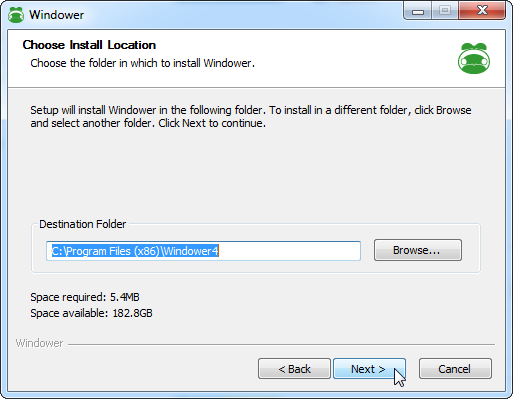 Windower
Choose Install Location
Choose the folder in which to install Windower.
Setup will install Windower in the following folder. To install in a different folder, click Browse
and select another folder. Click Next to continue.
Destination Folder
C:\Program Files (x86)\Windower4
Browse...
Space required: 5.4MB
Space available: 182.8GB
Windower
< Back
Next >
Cancel